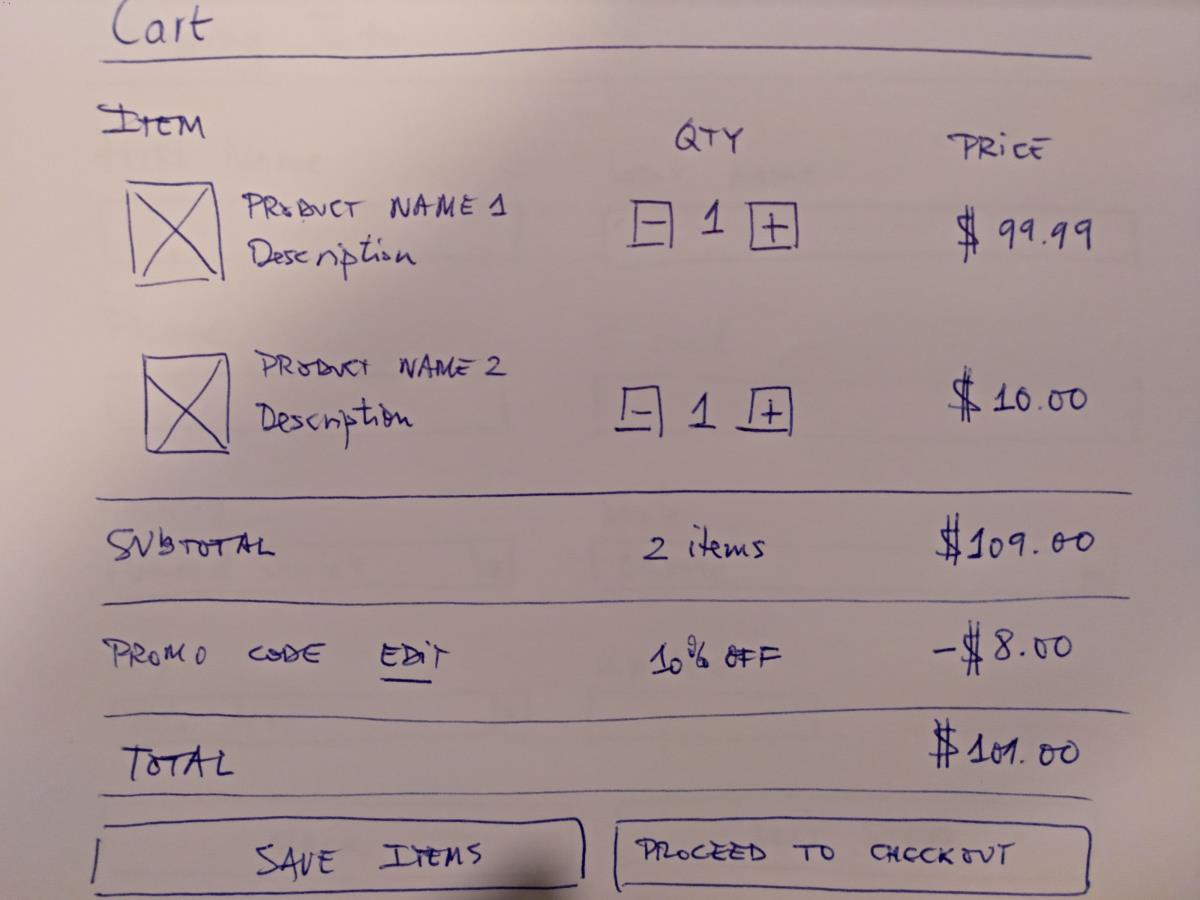 Cart
ITEM QTY PRICE
PRODUCT NAME 1
Description
- 1 + $ 99.99
PRODUCT NAME 2
Description
- 1 + $ 10.00
SUBTOTAL 2 items $109.00
PROMO CODE EDIT 10% OFF -$8.00
TOTAL $101.00
SAVE ITEMS PROCEED TO CHECKOUT